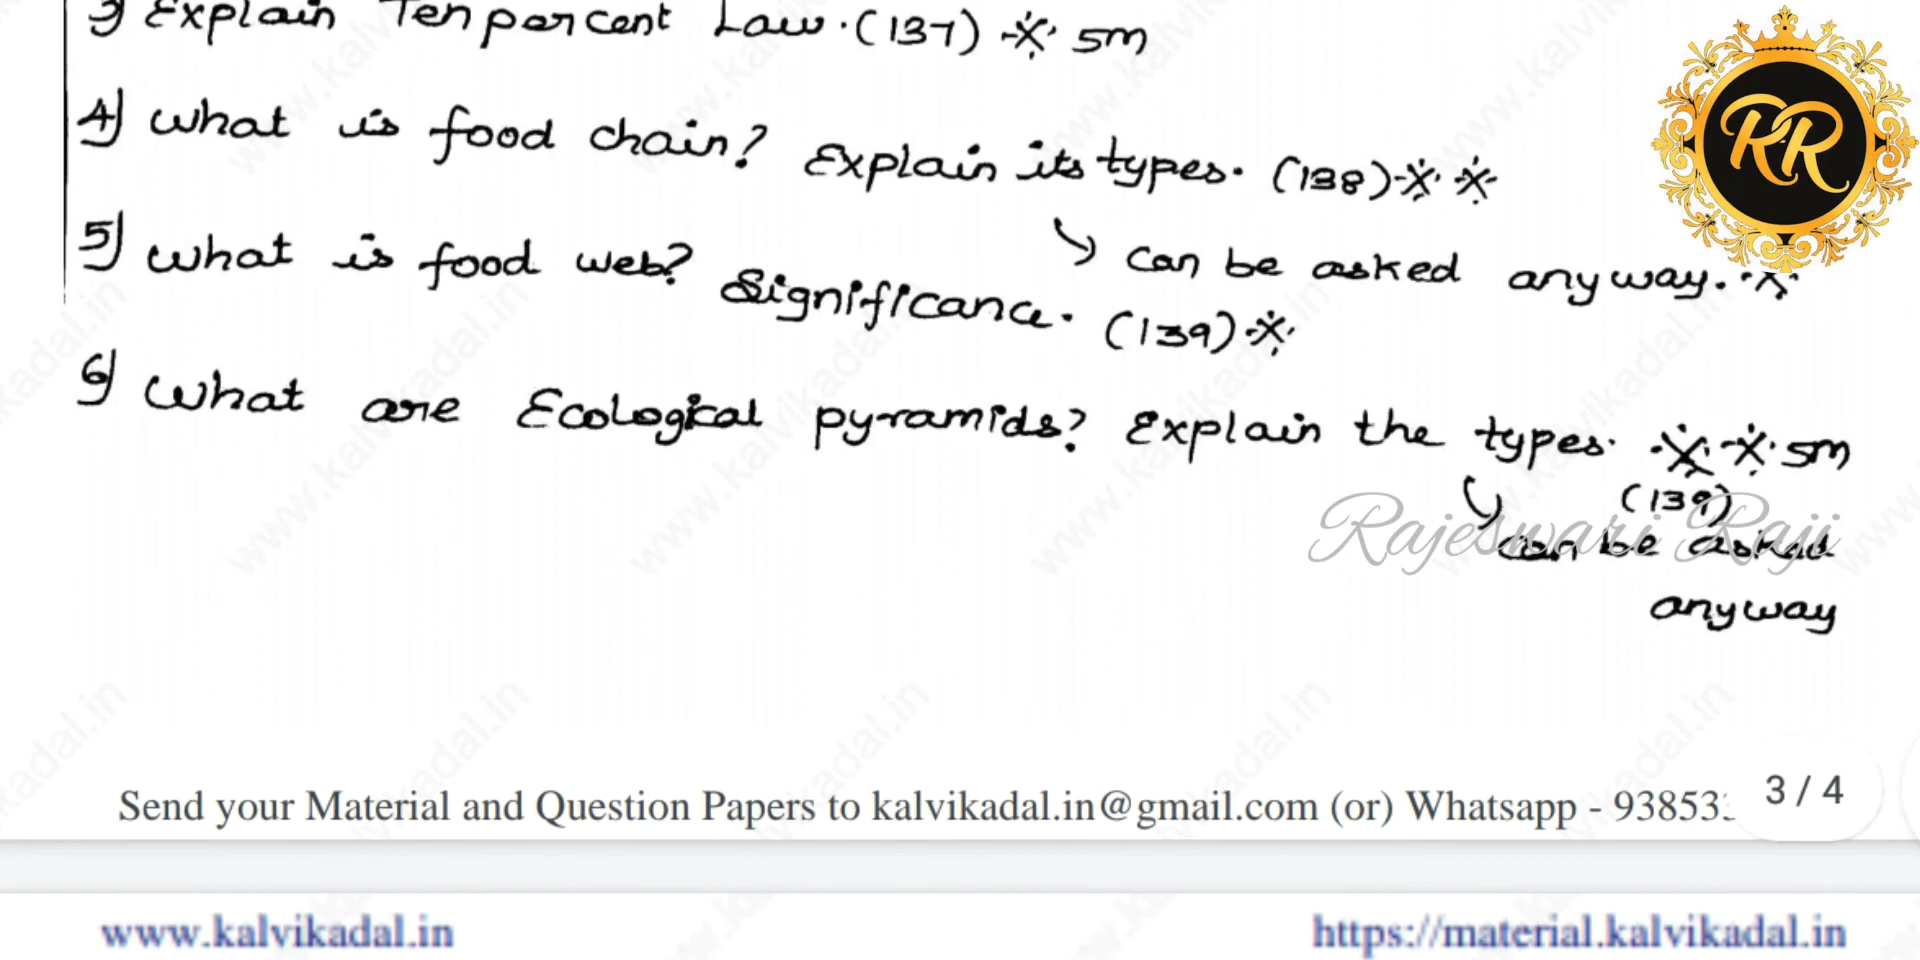 3) Explain Ten percent Law. (137) ※ 5m
RR
4) What is food chain? Explain its types. (138) ※ ※
↳ can be asked anyway. ※
5) What is food web? Significance. (139) ※
6) What are Ecological pyramids? Explain the types. ※ ※ 5m
(139)
↳ can be asked
anyway
Rajeswari Raji
Send your Material and Question Papers to kalvikadal.in@gmail.com (or) Whatsapp - 93853
3 / 4
www.kalvikadal.in
https://material.kalvikadal.in